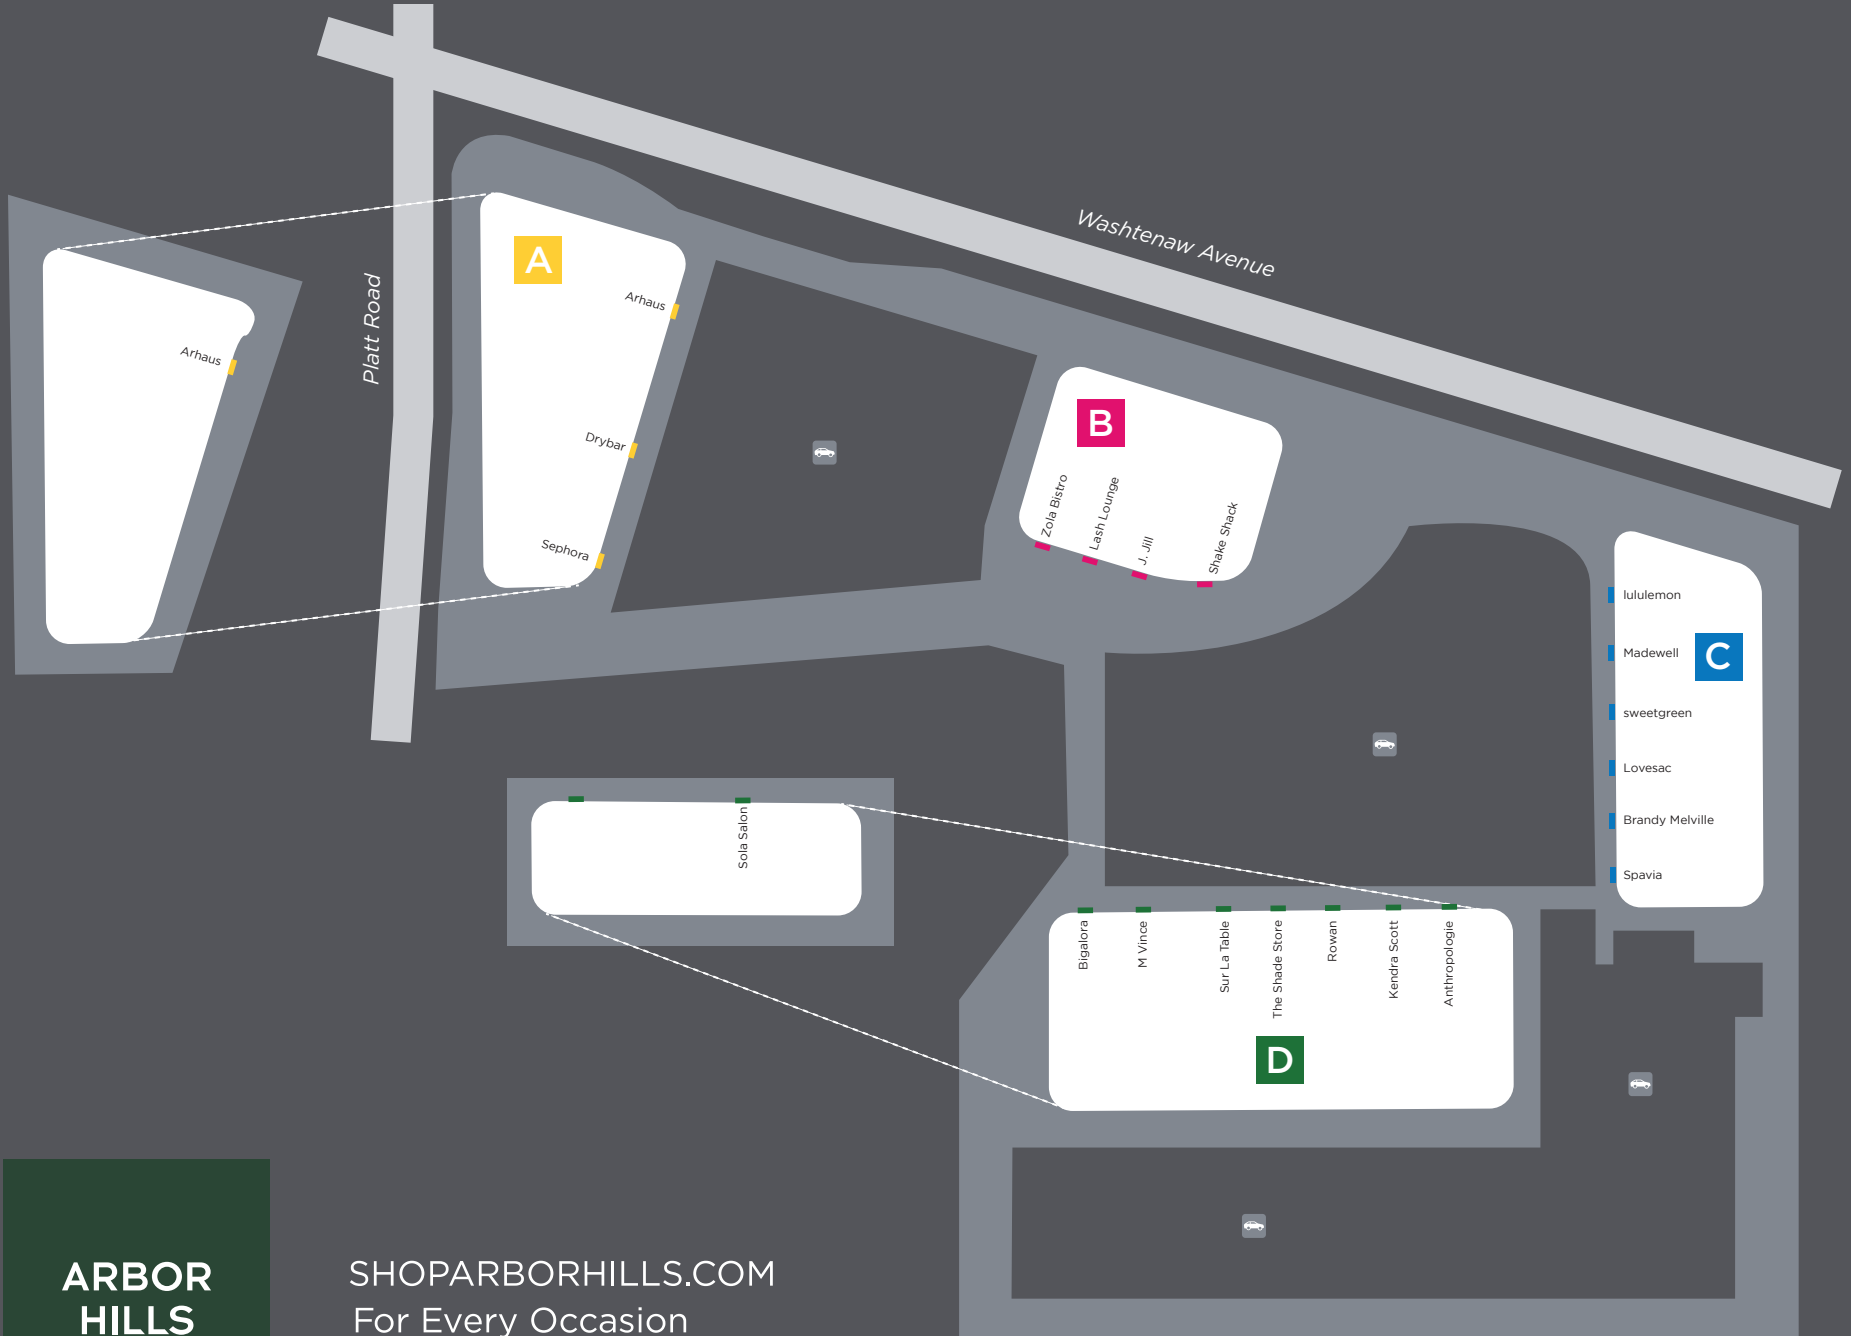 Platt Road
Washtenaw Avenue
Arhaus
A
Arhaus
Drybar
Sephora
B
Zola Bistro
Lash Lounge
J. Jill
Shake Shack
C
lululemon
Madewell
sweetgreen
Lovesac
Brandy Melville
Spavia
Sola Salon
Bigalora
M Vince
Sur La Table
The Shade Store
Rowan
Kendra Scott
Anthropologie
D
ARBOR
HILLS
SHOPARBORHILLS.COM
For Every Occasion